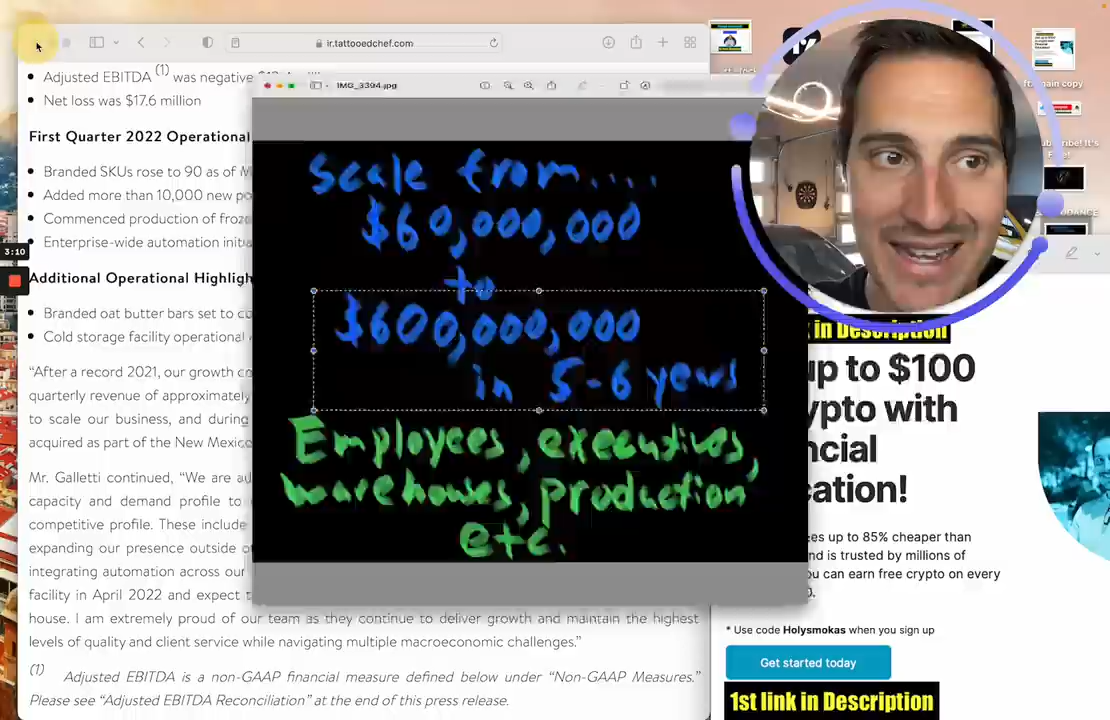 ir.tattooedchef.com
Adjusted EBITDA (1) was negative
Net loss was $17.6 million
First Quarter 2022 Operational
Branded SKUs rose to 90 as of
Added more than 10,000 new
Commenced production of
Enterprise-wide automation
3:10
Additional Operational
Branded oat butter bars set to
Cold storage facility operational
“After a record 2021, our growth
quarterly revenue of approximately
to scale our business, and during
acquired as part of the New Mexico
Mr. Galletti continued, “We are
capacity and demand profile to
competitive profile. These include
expanding our presence outside
integrating automation across our
facility in April 2022 and expect
house. I am extremely proud of our team as they continue to deliver growth and maintain the highest
levels of quality and client service while navigating multiple macroeconomic challenges.”
(1) Adjusted EBITDA is a non-GAAP financial measure defined below under “Non-GAAP Measures.”
Please see “Adjusted EBITDA Reconciliation” at the end of this press release.
IMG_3394.jpg
Scale from....
$60,000,000
to
$600,000,000
in 5-6 years
Employees, executives,
warehouses, production
etc.
main copy
in Description
up to $100
with
up to 85% cheaper than
is trusted by millions of
can earn free crypto on every
* Use code Holysmokas when you sign up
Get started today
1st link in Description